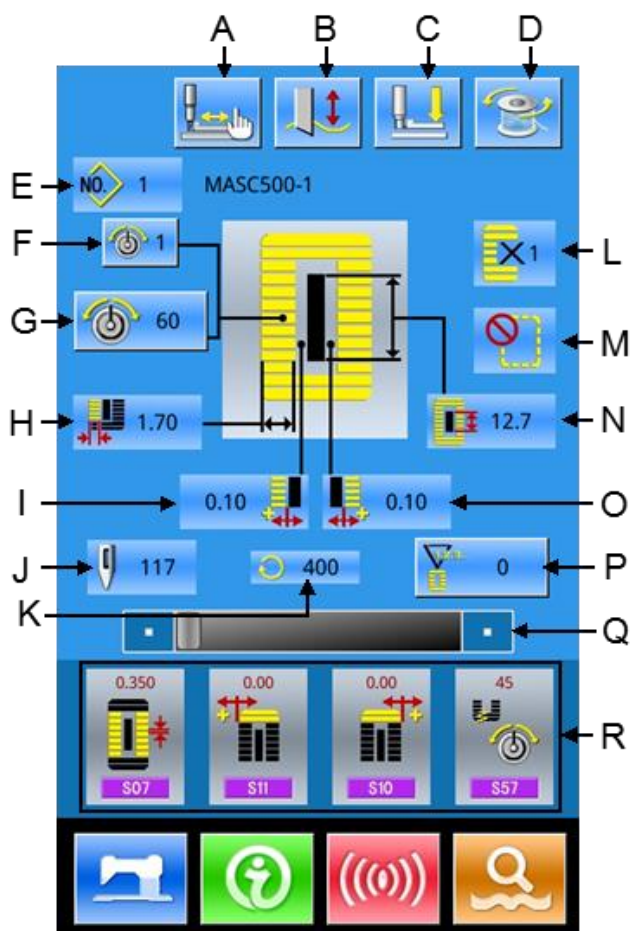 A B C D
E NO. 1 MASC500-1
F 1 L X1
G 60 M
H 1.70 N 12.7
I 0.10 0.10 O
J 117 400 0 P
K
Q
0.350 0.00 0.00 45
R
S07 S11 S10 S57